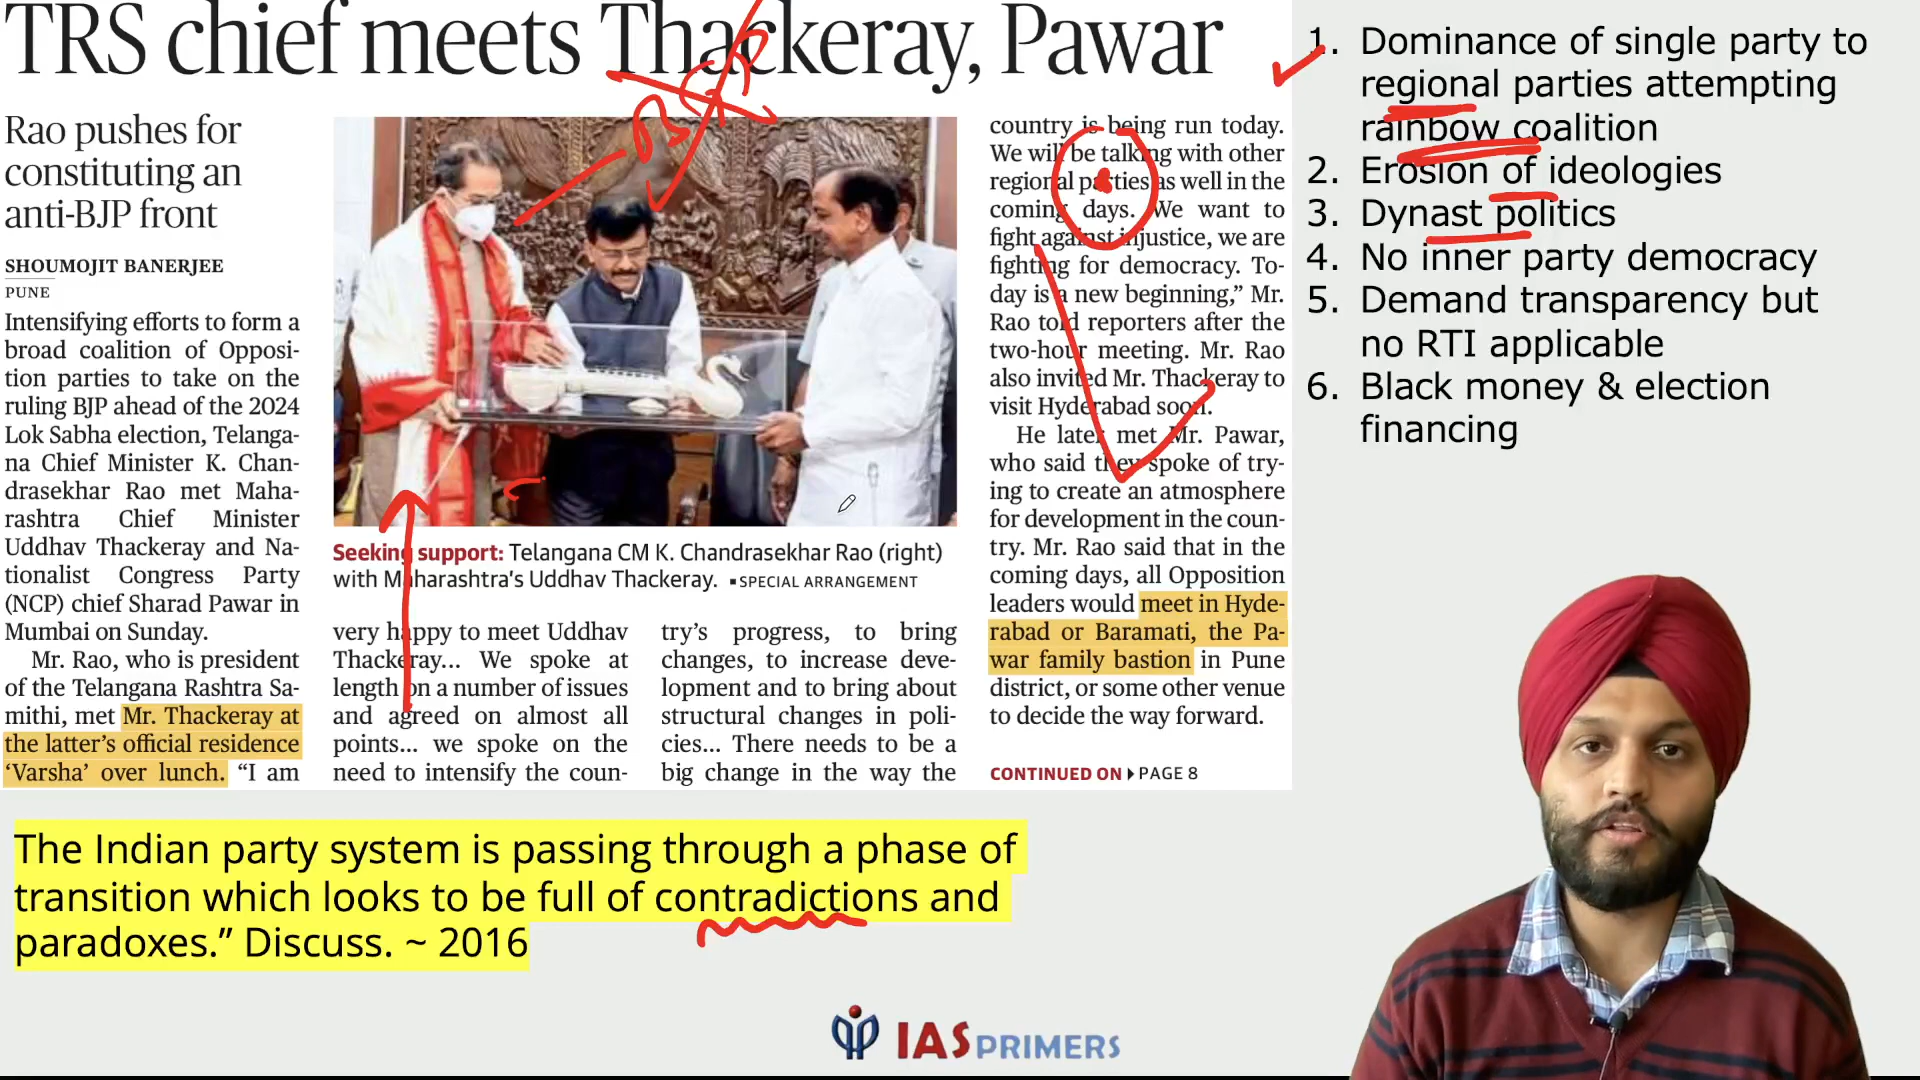 TRS chief meets Thackeray, Pawar
Rao pushes for
constituting an
anti-BJP front
SHOUMOJIT BANERJEE
PUNE
Intensifying efforts to form a
broad coalition of Opposi-
tion parties to take on the
ruling BJP ahead of the 2024
Lok Sabha election, Telanga-
na Chief Minister K. Chan-
drasekhar Rao met Maha-
rashtra Chief Minister
Uddhav Thackeray and Na-
tionalist Congress Party
(NCP) chief Sharad Pawar in
Mumbai on Sunday.
Mr. Rao, who is president
of the Telangana Rashtra Sa-
mithi, met Mr. Thackeray at
the latter's official residence
‘Varsha’ over lunch. “I am
Seeking support: Telangana CM K. Chandrasekhar Rao (right)
with Maharashtra's Uddhav Thackeray. ▪SPECIAL ARRANGEMENT
very happy to meet Uddhav
Thackeray... We spoke at
length on a number of issues
and agreed on almost all
points... we spoke on the
need to intensify the coun-
try's progress, to bring
changes, to increase deve-
lopment and to bring about
structural changes in poli-
cies... There needs to be a
big change in the way the
country is being run today.
We will be talking with other
regional parties as well in the
coming days. We want to
fight against injustice, we are
fighting for democracy. To-
day is a new beginning,” Mr.
Rao told reporters after the
two-hour meeting. Mr. Rao
also invited Mr. Thackeray to
visit Hyderabad soon.
He later met Mr. Pawar,
who said they spoke of try-
ing to create an atmosphere
for development in the coun-
try. Mr. Rao said that in the
coming days, all Opposition
leaders would meet in Hyde-
rabad or Baramati, the Pa-
war family bastion in Pune
district, or some other venue
to decide the way forward.
CONTINUED ON ▸ PAGE 8
1. Dominance of single party to
regional parties attempting
rainbow coalition
2. Erosion of ideologies
3. Dynast politics
4. No inner party democracy
5. Demand transparency but
no RTI applicable
6. Black money & election
financing
The Indian party system is passing through a phase of
transition which looks to be full of contradictions and
paradoxes.” Discuss. ~ 2016
IAS PRIMERS